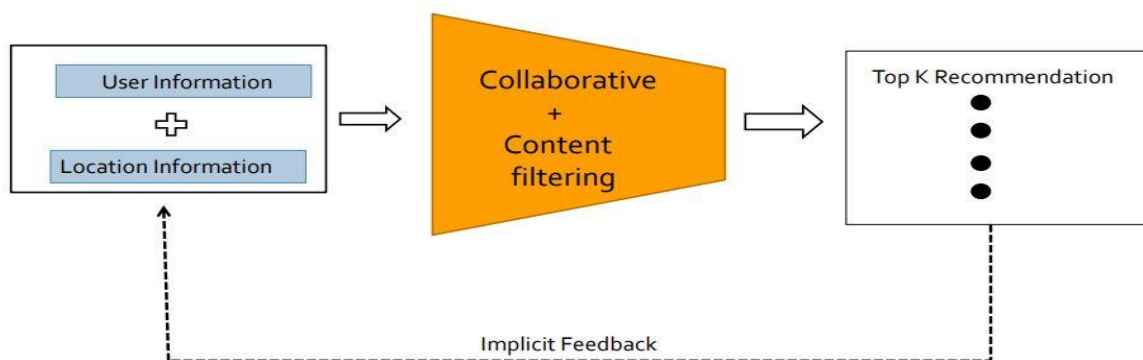 User Information
Location Information
Collaborative
+
Content
filtering
Top K Recommendation
Implicit Feedback